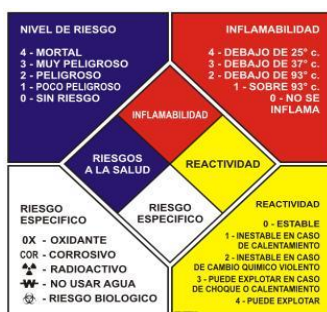 NIVEL DE RIESGO
4 - MORTAL
3 - MUY PELIGROSO
2 - PELIGROSO
1 - POCO PELIGROSO
0 - SIN RIESGO
INFLAMABILIDAD
4 - DEBAJO DE 25° c.
3 - DEBAJO DE 37° c.
2 - DEBAJO DE 93° c.
1 - SOBRE 93° c.
0 - NO SE
INFLAMA
INFLAMABILIDAD
RIESGOS
A LA SALUD
REACTIVIDAD
RIESGO
ESPECIFICO
RIESGO
ESPECIFICO
OX - OXIDANTE
COR - CORROSIVO
- RADIOACTIVO
W - NO USAR AGUA
- RIESGO BIOLOGICO
REACTIVIDAD
0 - ESTABLE
1 - INESTABLE EN CASO
DE CALENTAMIENTO
2 - INESTABLE EN CASO
DE CAMBIO QUIMICO VIOLENTO
3 - PUEDE EXPLOTAR EN CASO
DE CHOQUE O CALENTAMIENTO
4 - PUEDE EXPLOTAR